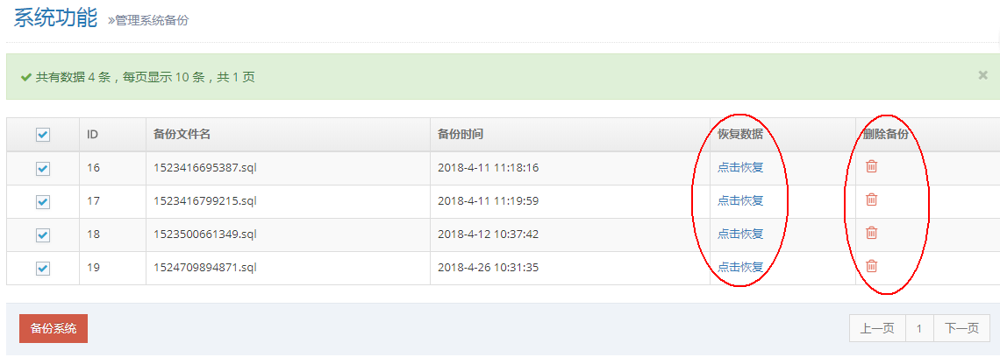 系统功能 »管理系统备份
共有数据 4 条，每页显示 10 条，共 1 页 ×
ID 备份文件名 备份时间 恢复数据 删除备份
16 1523416695387.sql 2018-4-11 11:18:16 点击恢复
17 1523416799215.sql 2018-4-11 11:19:59 点击恢复
18 1523500661349.sql 2018-4-12 10:37:42 点击恢复
19 1524709894871.sql 2018-4-26 10:31:35 点击恢复
备份系统 上一页 1 下一页